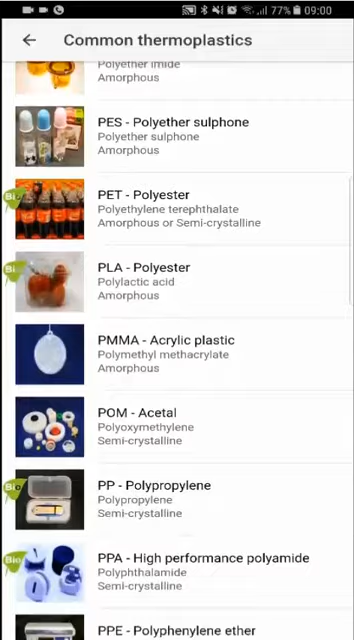 77% 09:00
Common thermoplastics
Polyether imide
Amorphous
PES - Polyether sulphone
Polyether sulphone
Amorphous
Bio
PET - Polyester
Polyethylene terephthalate
Amorphous or Semi-crystalline
Bio
PLA - Polyester
Polylactic acid
Amorphous
PMMA - Acrylic plastic
Polymethyl methacrylate
Amorphous
POM - Acetal
Polyoxymethylene
Semi-crystalline
Bio
PP - Polypropylene
Polypropylene
Semi-crystalline
Bio
PPA - High performance polyamide
Polyphthalamide
Semi-crystalline
PPE - Polyphenylene ether